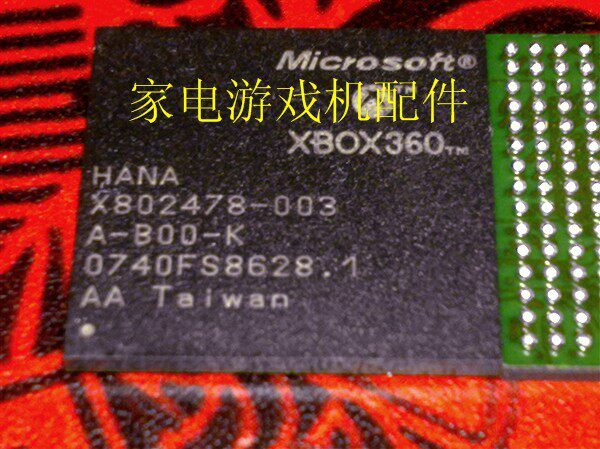 Microsoft®
家电游戏机配件
XBOX360™
HANA
X802478-003
A-B00-K
0740FS8628.1
AA Taiwan